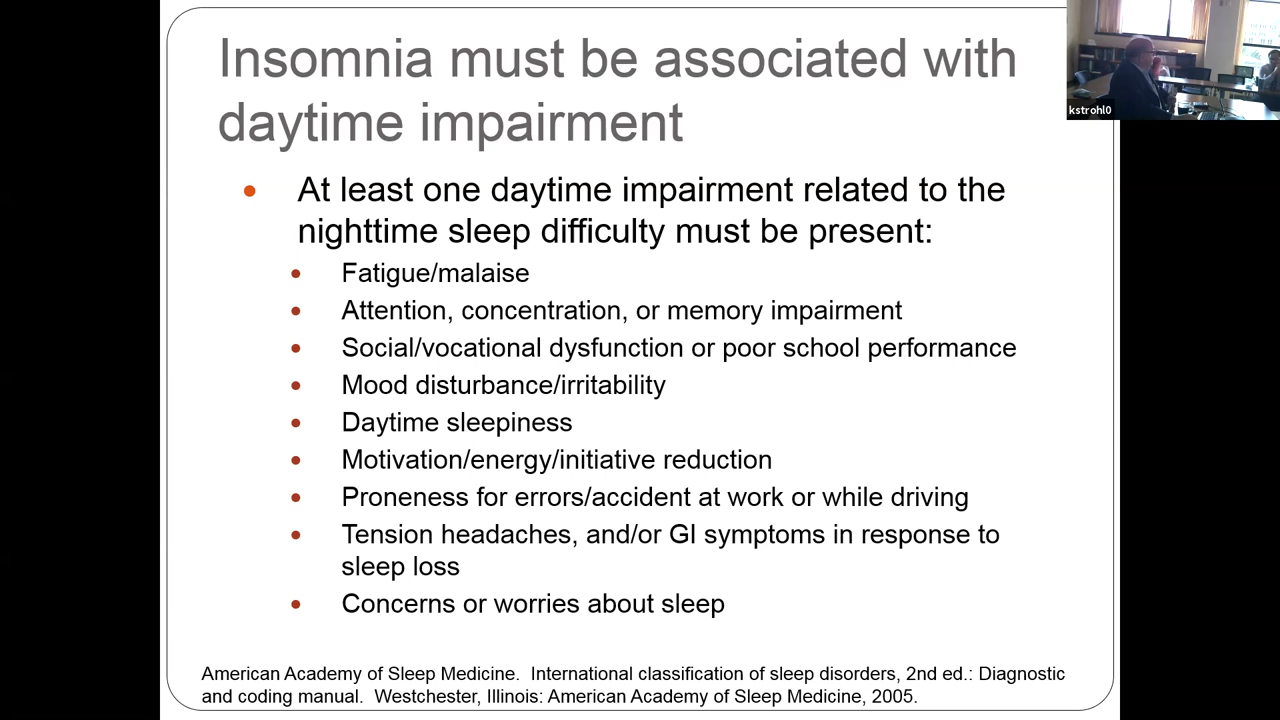 Insomnia must be associated with
daytime impairment
kstrohl0
• At least one daytime impairment related to the
nighttime sleep difficulty must be present:
• Fatigue/malaise
• Attention, concentration, or memory impairment
• Social/vocational dysfunction or poor school performance
• Mood disturbance/irritability
• Daytime sleepiness
• Motivation/energy/initiative reduction
• Proneness for errors/accident at work or while driving
• Tension headaches, and/or GI symptoms in response to
sleep loss
• Concerns or worries about sleep
American Academy of Sleep Medicine. International classification of sleep disorders, 2nd ed.: Diagnostic
and coding manual. Westchester, Illinois: American Academy of Sleep Medicine, 2005.